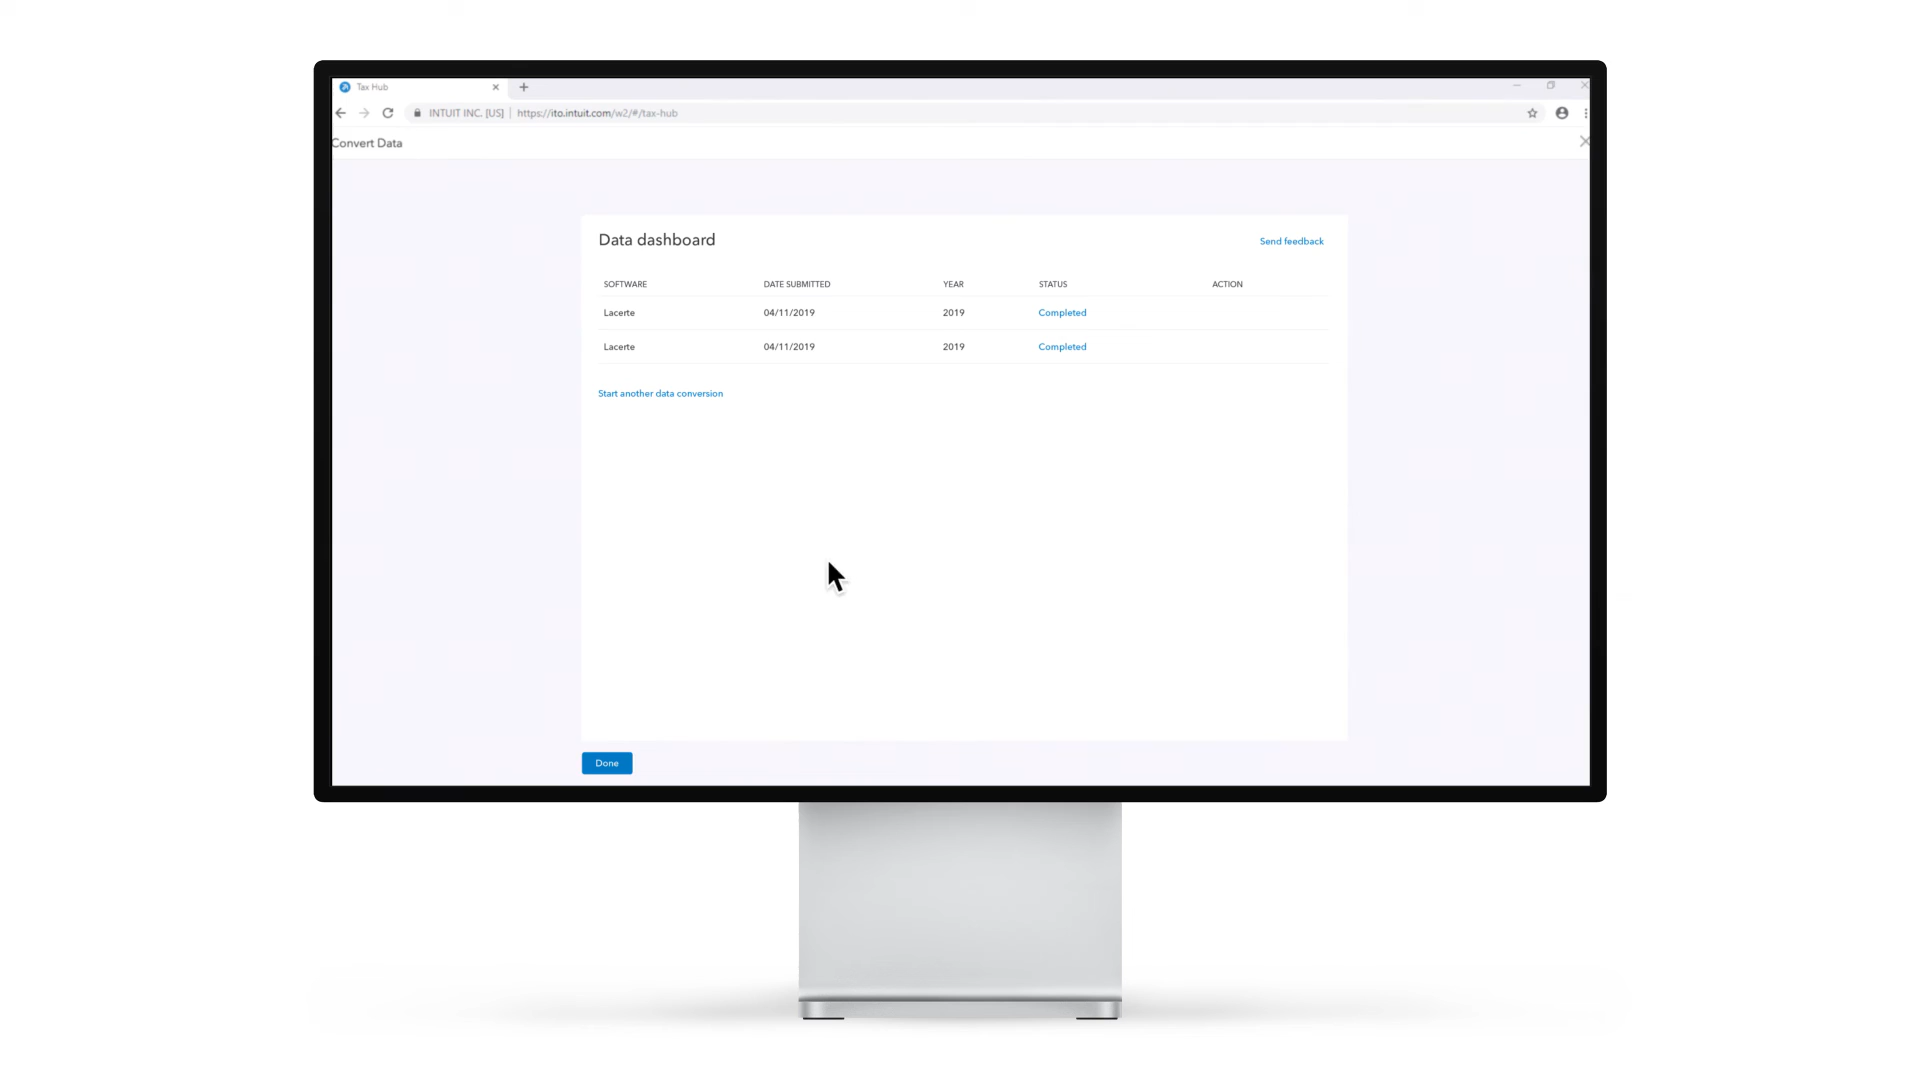 Tax Hub
INTUIT INC. [US] | https://ito.intuit.com/w2/#/tax-hub
Convert Data
Data dashboard
Send feedback
SOFTWARE DATE SUBMITTED YEAR STATUS ACTION
Lacerte 04/11/2019 2019 Completed
Lacerte 04/11/2019 2019 Completed
Start another data conversion
Done